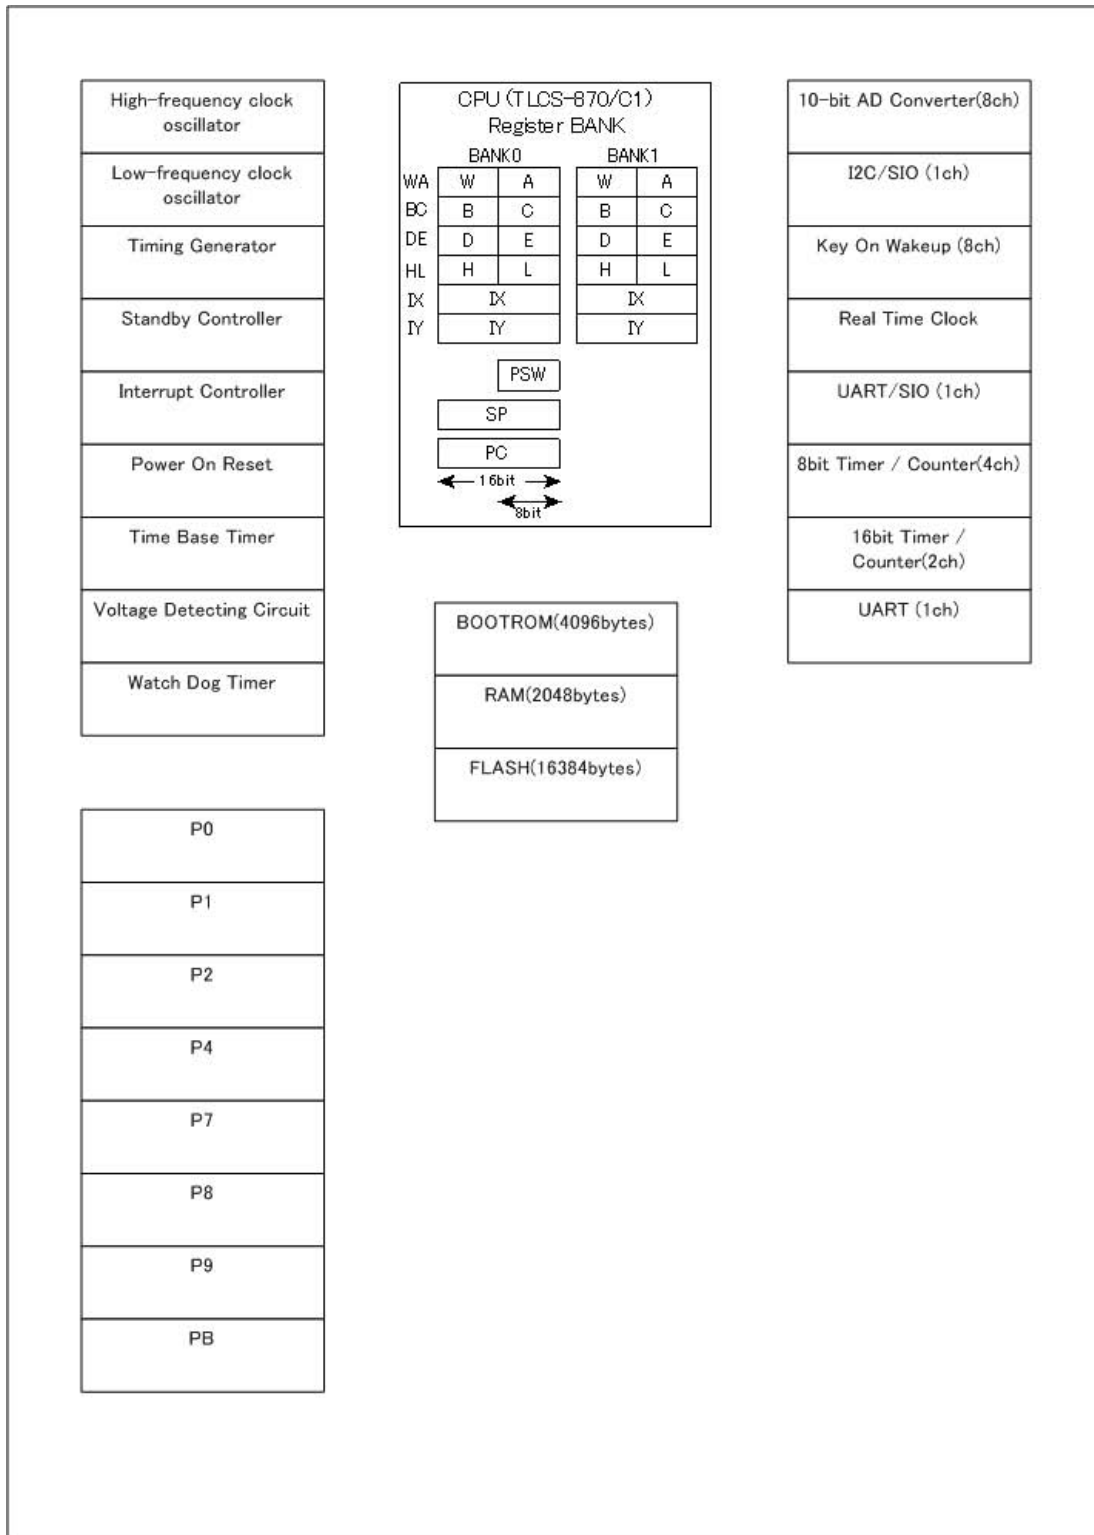 High-frequency clock
oscillator
Low-frequency clock
oscillator
Timing Generator
Standby Controller
Interrupt Controller
Power On Reset
Time Base Timer
Voltage Detecting Circuit
Watch Dog Timer
P0
P1
P2
P4
P7
P8
P9
PB
CPU (TLCS-870/C1)
Register BANK
BANK0 BANK1
WA W A W A
BC B C B C
DE D E D E
HL H L H L
IX IX IX
IY IY IY
PSW
SP
PC
16bit
8bit
BOOTROM(4096bytes)
RAM(2048bytes)
FLASH(16384bytes)
10-bit AD Converter(8ch)
I2C/SIO (1ch)
Key On Wakeup (8ch)
Real Time Clock
UART/SIO (1ch)
8bit Timer / Counter(4ch)
16bit Timer /
Counter(2ch)
UART (1ch)